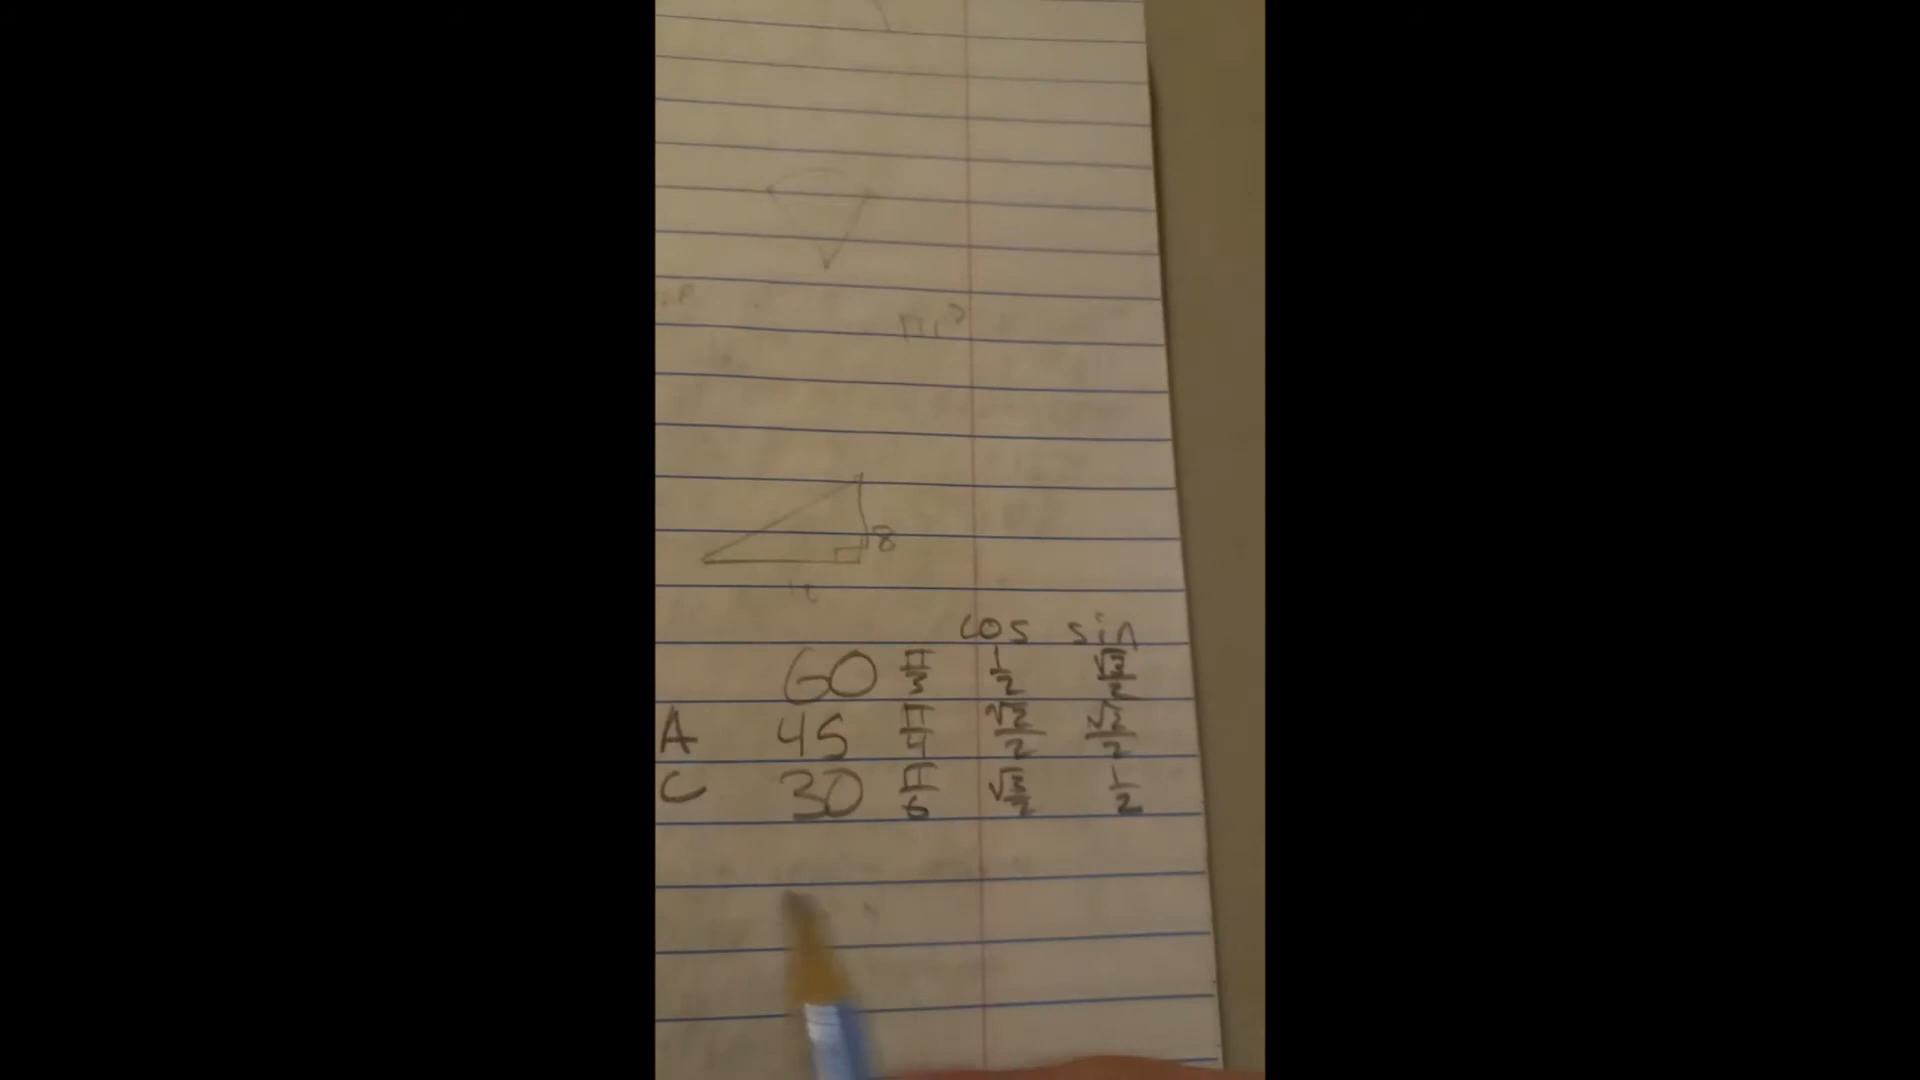 πr²
8
cos sin
60 π/3 1/2 √3/2
A 45 π/4 √2/2 √2/2
C 30 π/6 √3/2 1/2